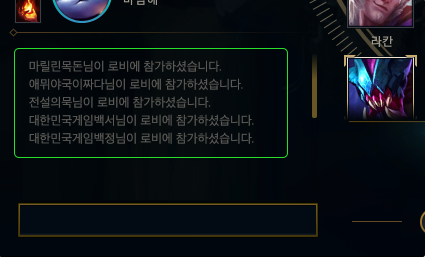 라칸
마릴린목돈님이 로비에 참가하셨습니다.
애뮈야국이짜다님이 로비에 참가하셨습니다.
전설의묵님이 로비에 참가하셨습니다.
대한민국게임백서님이 로비에 참가하셨습니다.
대한민국게임백정님이 로비에 참가하셨습니다.